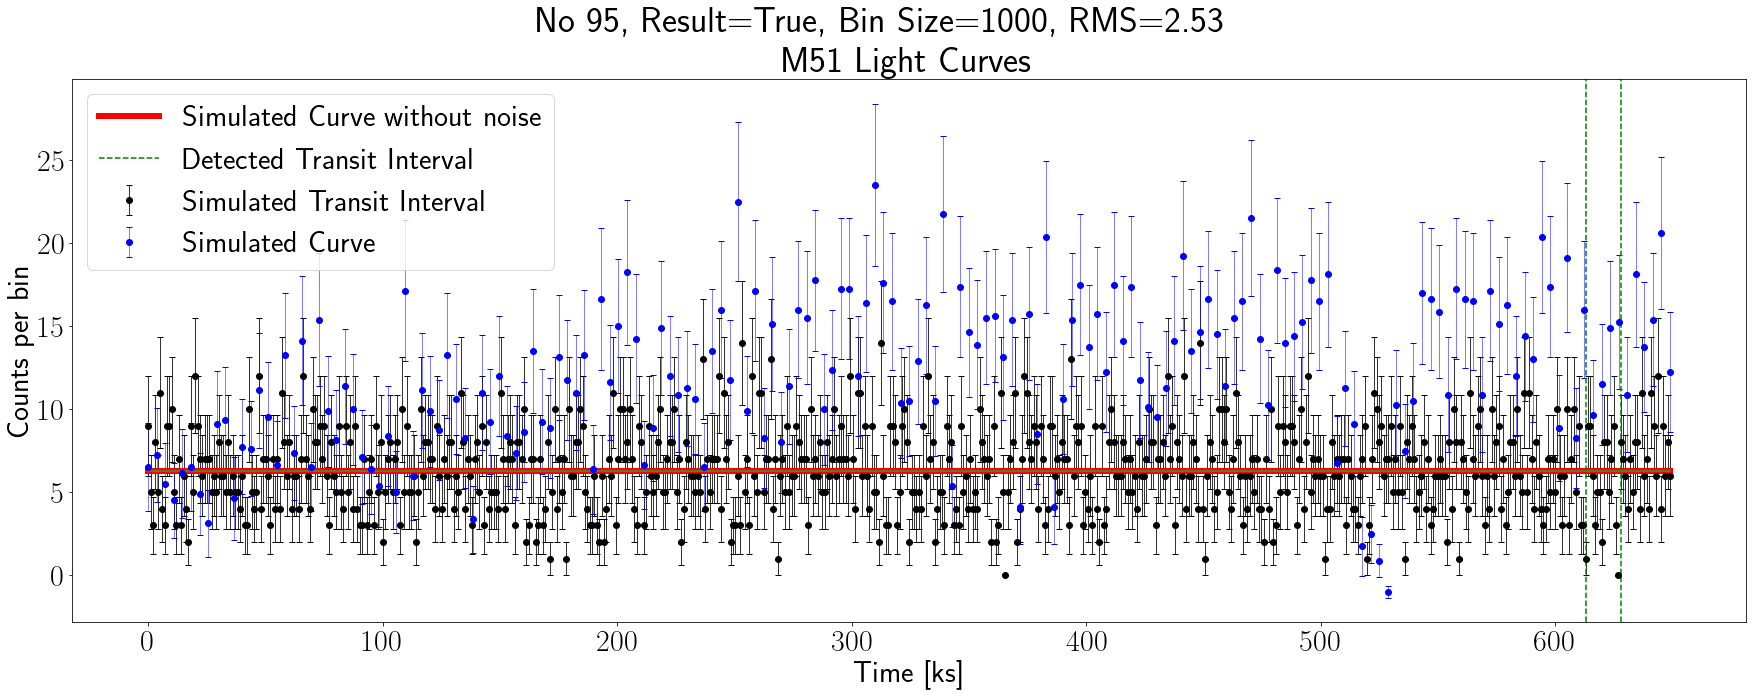 No 95, Result=True, Bin Size=1000, RMS=2.53
M51 Light Curves
Simulated Curve without noise
Detected Transit Interval
Simulated Transit Interval
Simulated Curve
Counts per bin
25
20
15
10
5
0
0 100 200 300 400 500 600
Time [ks]